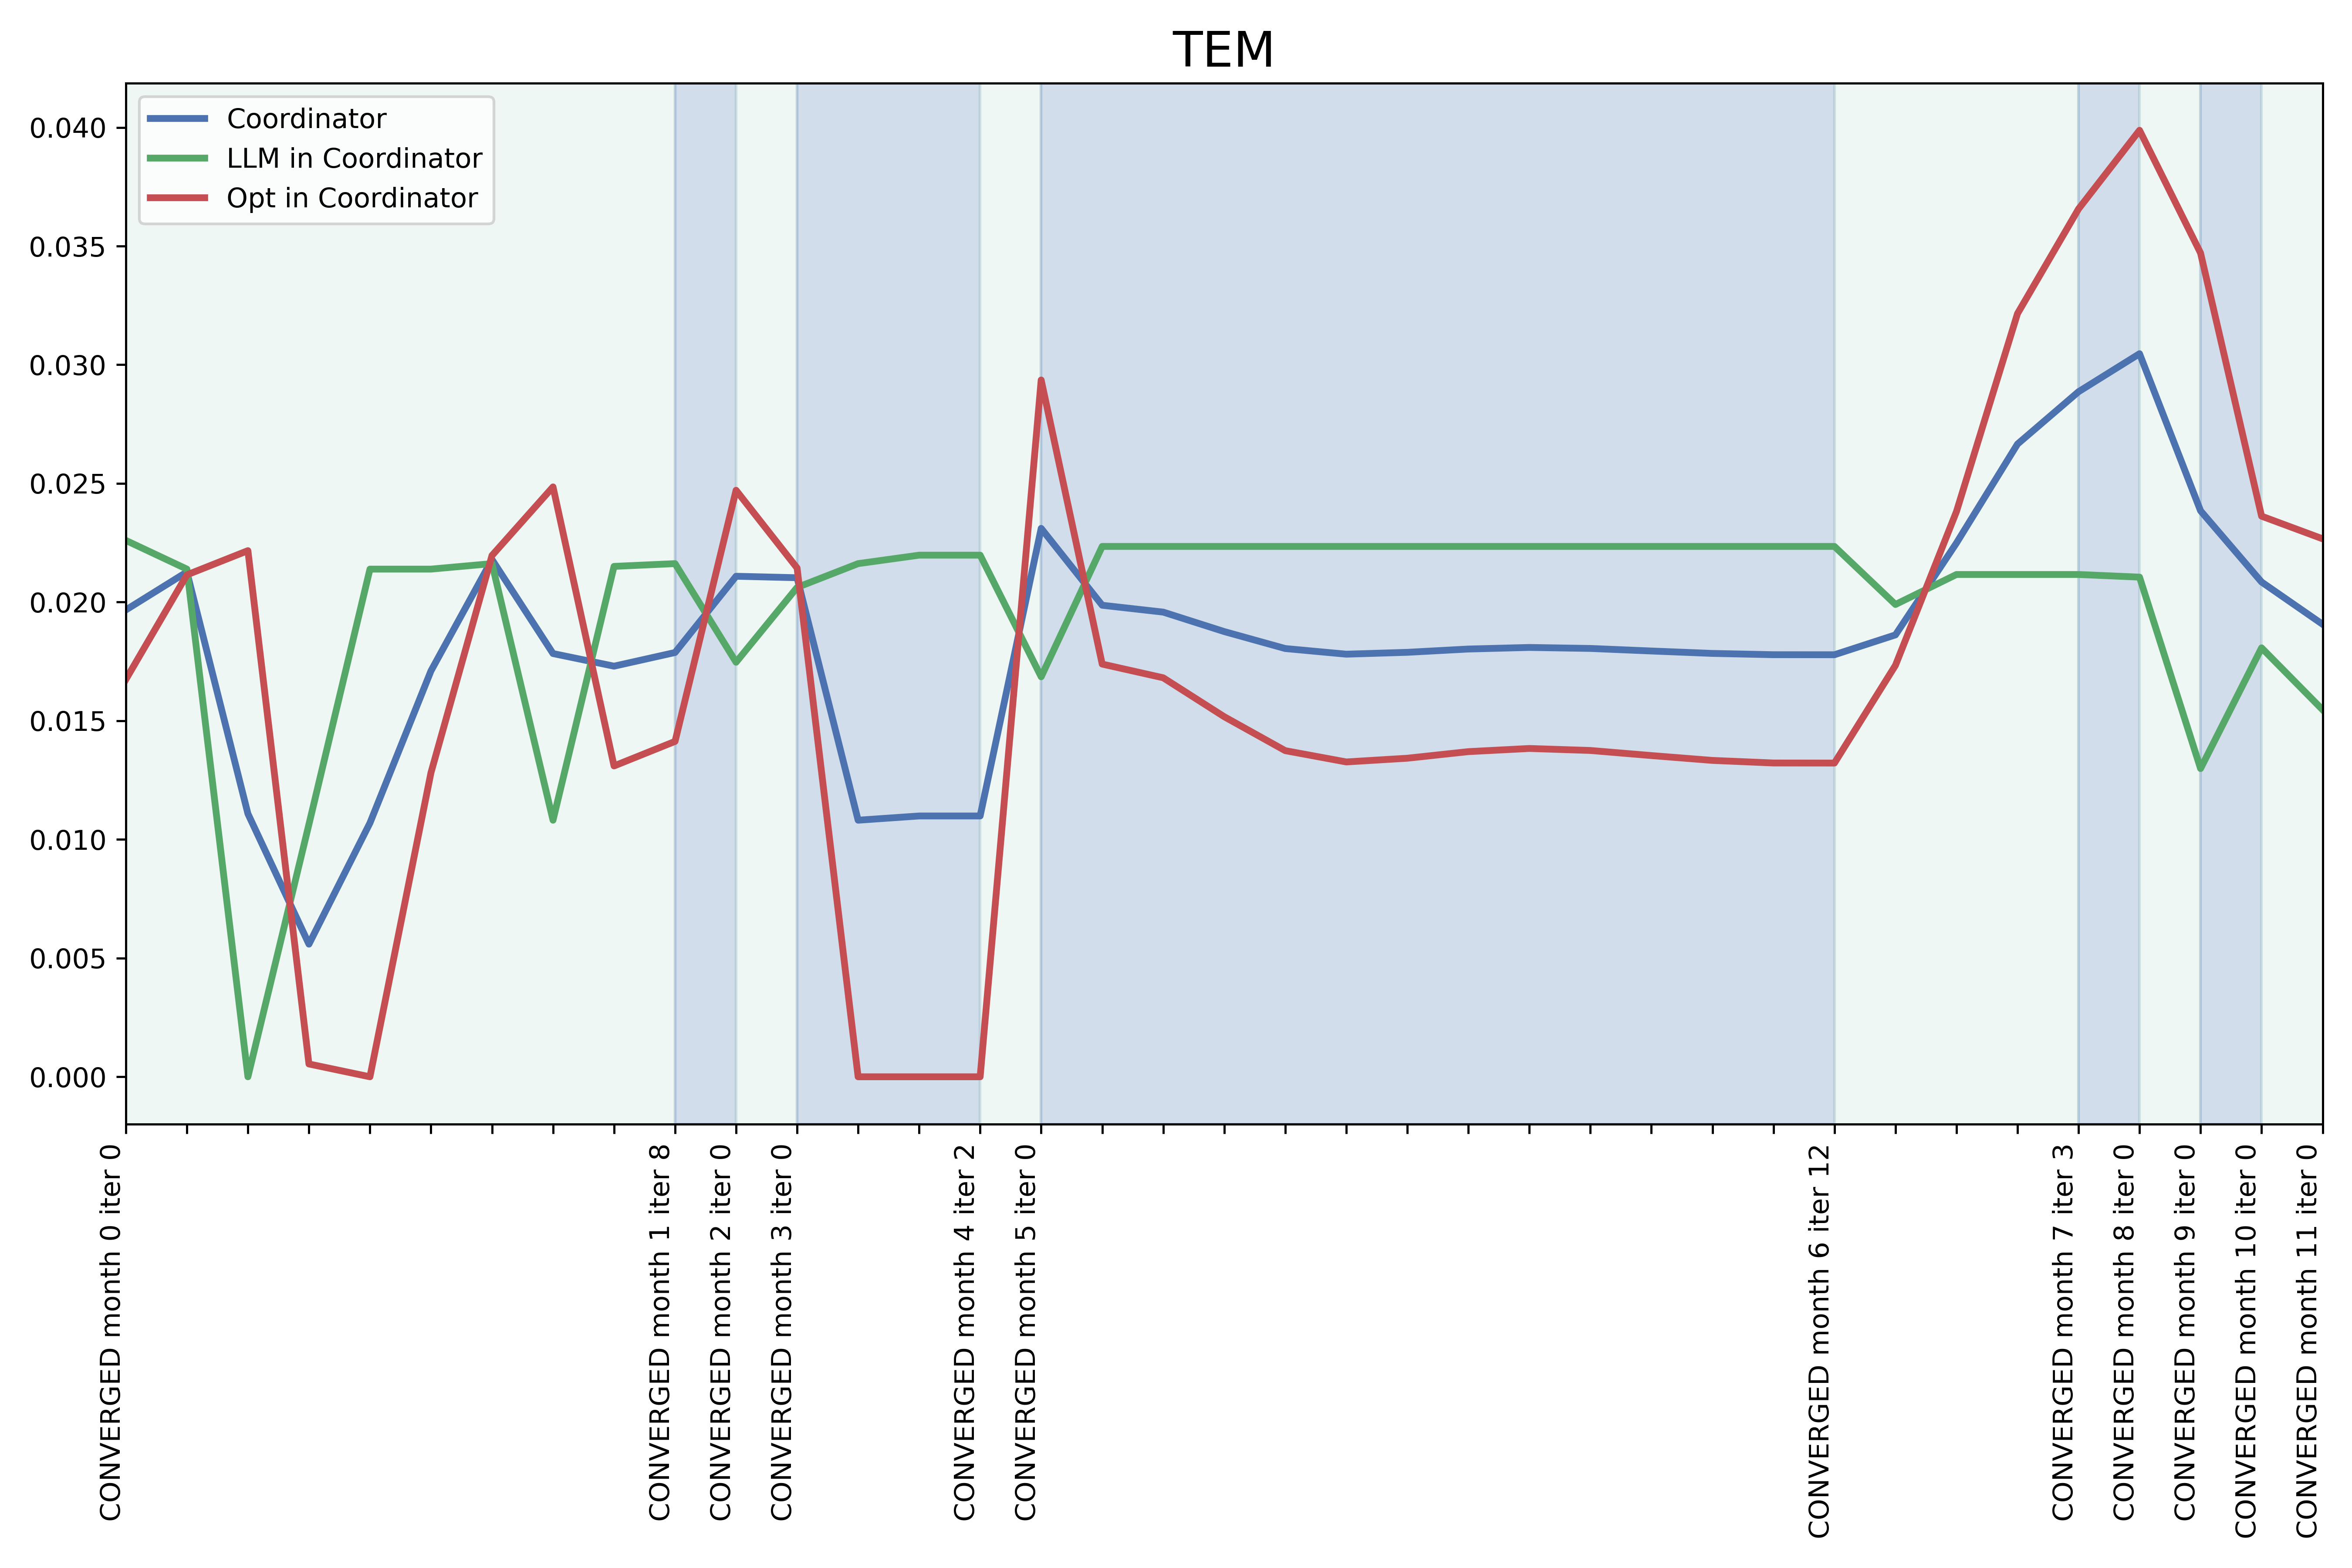 TEM
Coordinator
LLM in Coordinator
Opt in Coordinator
0.040
0.035
0.030
0.025
0.020
0.015
0.010
0.005
0.000
CONVERGED month 0 iter 0
CONVERGED month 1 iter 8
CONVERGED month 2 iter 0
CONVERGED month 3 iter 0
CONVERGED month 4 iter 2
CONVERGED month 5 iter 0
CONVERGED month 6 iter 12
CONVERGED month 7 iter 3
CONVERGED month 8 iter 0
CONVERGED month 9 iter 0
CONVERGED month 10 iter 0
CONVERGED month 11 iter 0